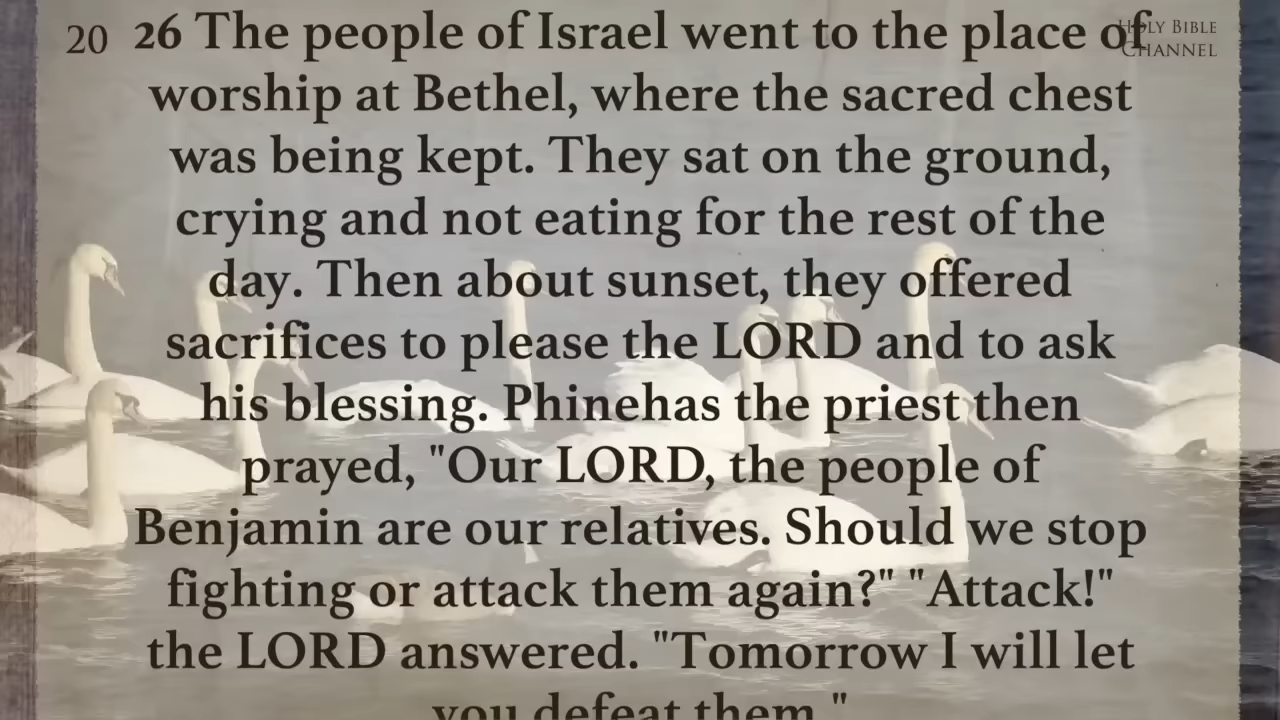 20 26 The people of Israel went to the place of
HOLY BIBLE
CHANNEL
worship at Bethel, where the sacred chest
was being kept. They sat on the ground,
crying and not eating for the rest of the
day. Then about sunset, they offered
sacrifices to please the LORD and to ask
his blessing. Phinehas the priest then
prayed, "Our LORD, the people of
Benjamin are our relatives. Should we stop
fighting or attack them again?" "Attack!"
the LORD answered. "Tomorrow I will let
you defeat them."